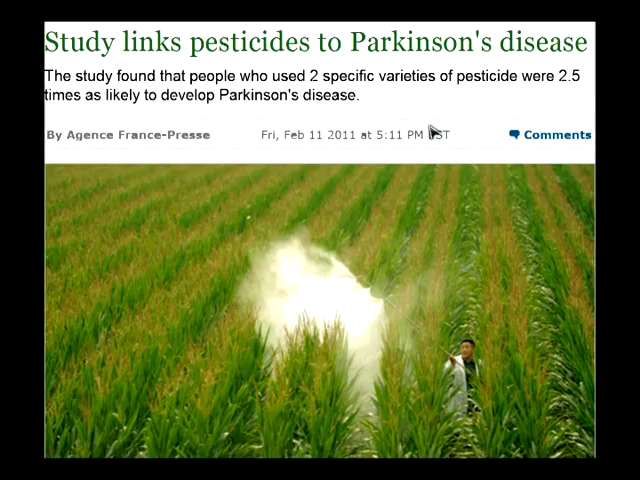 Study links pesticides to Parkinson's disease
The study found that people who used 2 specific varieties of pesticide were 2.5
times as likely to develop Parkinson's disease.
By Agence France-Presse Fri, Feb 11 2011 at 5:11 PM Comments